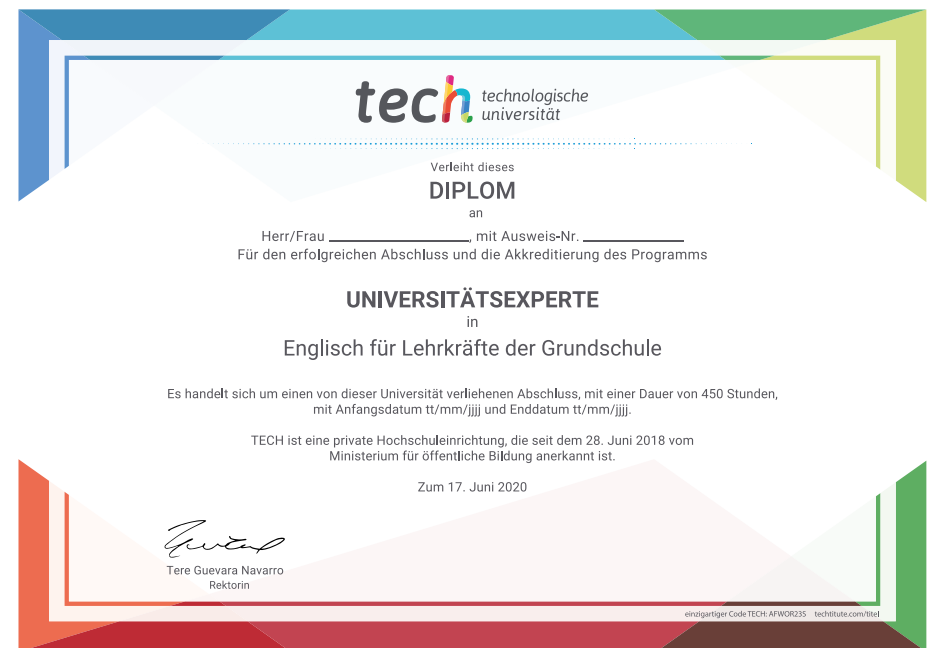 tech technologische
universität
Verleiht dieses
DIPLOM
an
Herr/Frau ____________________, mit Ausweis-Nr. ______________
Für den erfolgreichen Abschluss und die Akkreditierung des Programms
UNIVERSITÄTSEXPERTE
in
Englisch für Lehrkräfte der Grundschule
Es handelt sich um einen von dieser Universität verliehenen Abschluss, mit einer Dauer von 450 Stunden,
mit Anfangsdatum tt/mm/jjjj und Enddatum tt/mm/jjjj.
TECH ist eine private Hochschuleinrichtung, die seit dem 28. Juni 2018 vom
Ministerium für öffentliche Bildung anerkannt ist.
Zum 17. Juni 2020
Tere Guevara Navarro
Rektorin
einzigartiger Code TECH: AFWOR23S techtitute.com/titel